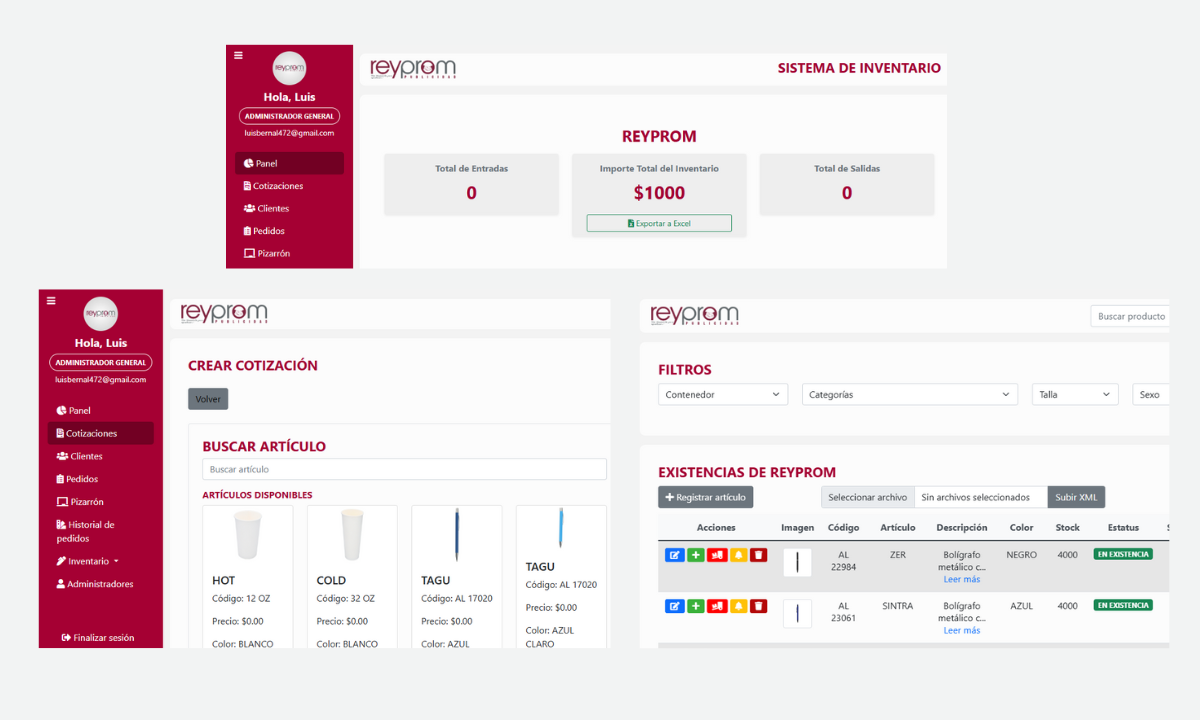 reyprom
Hola, Luis
ADMINISTRADOR GENERAL
luisbernal472@gmail.com
Panel
Cotizaciones
Clientes
Pedidos
Pizarrón
reyprom
PUBLICIDAD
SISTEMA DE INVENTARIO
REYPROM
Total de Entradas
0
Importe Total del Inventario
$1000
Exportar a Excel
Total de Salidas
0
reyprom
Hola, Luis
ADMINISTRADOR GENERAL
luisbernal472@gmail.com
Panel
Cotizaciones
Clientes
Pedidos
Pizarrón
Historial de
pedidos
Inventario
Administradores
Finalizar sesión
reyprom
PUBLICIDAD
CREAR COTIZACIÓN
Volver
BUSCAR ARTÍCULO
Buscar artículo
ARTÍCULOS DISPONIBLES
HOT
Código: 12 OZ
Precio: $0.00
Color: BLANCO
COLD
Código: 32 OZ
Precio: $0.00
Color: BLANCO
TAGU
Código: AL 17020
Precio: $0.00
Color: AZUL
TAGU
Código: AL 17020
Precio: $0.00
Color: AZUL
CLARO
reyprom
PUBLICIDAD
Buscar producto
FILTROS
Contenedor
Categorías
Talla
Sexo
EXISTENCIAS DE REYPROM
Registrar artículo
Seleccionar archivo Sin archivos seleccionados
Subir XML
Acciones Imagen Código Artículo Descripción Color Stock Estatus
AL
22984
ZER
Bolígrafo
metálico c...
Leer más
NEGRO
4000
EN EXISTENCIA
AL
23061
SINTRA
Bolígrafo
metálico c...
Leer más
AZUL
4000
EN EXISTENCIA